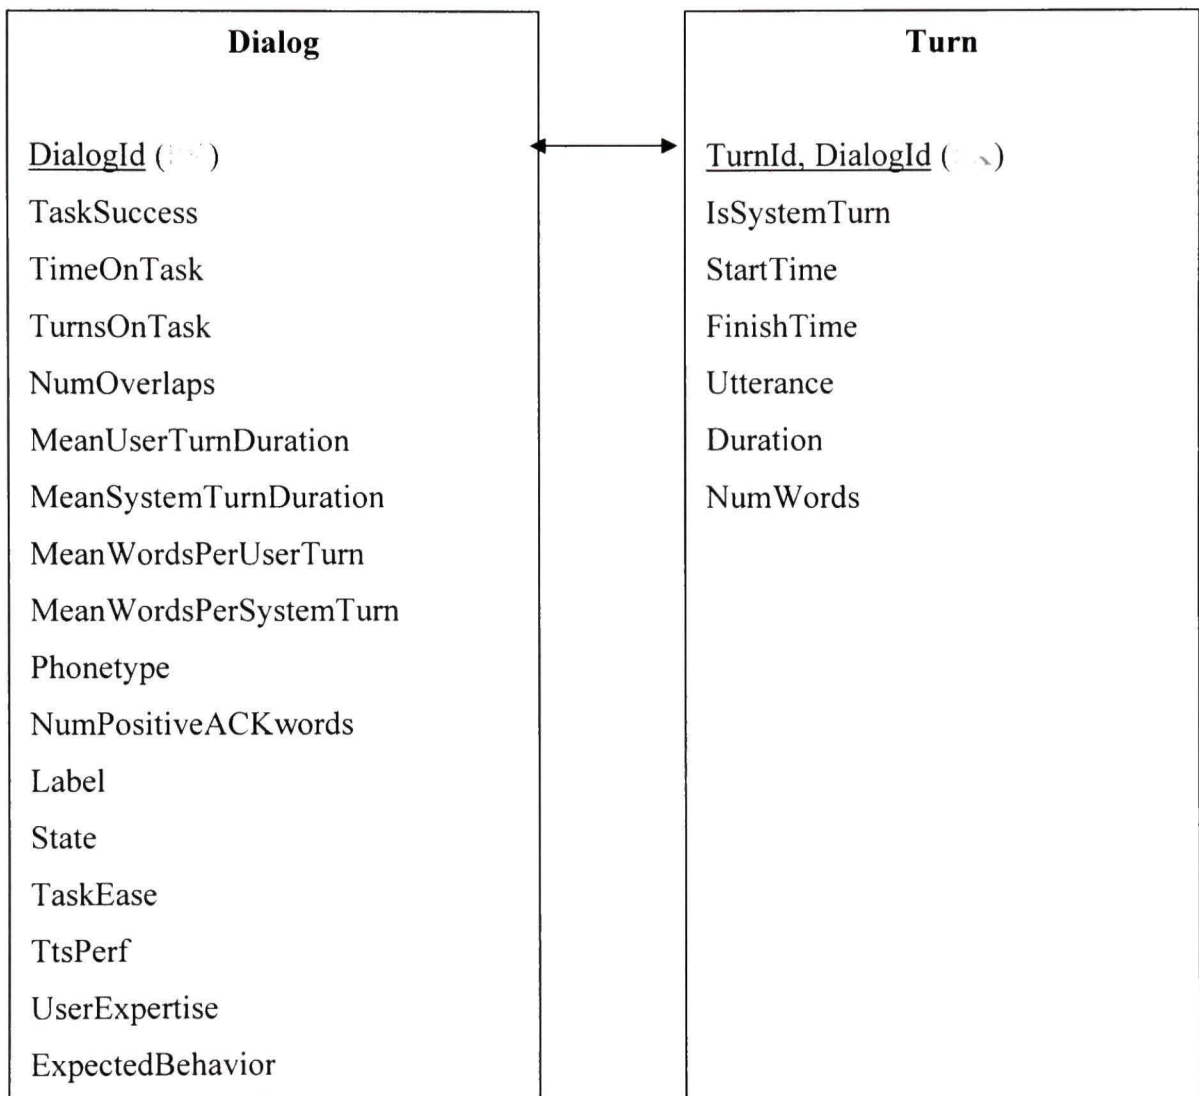 Dialog
DialogId ( )
TaskSuccess
TimeOnTask
TurnsOnTask
NumOverlaps
MeanUserTurnDuration
MeanSystemTurnDuration
MeanWordsPerUserTurn
MeanWordsPerSystemTurn
Phonetype
NumPositiveACKwords
Label
State
TaskEase
TtsPerf
UserExpertise
ExpectedBehavior
Turn
TurnId, DialogId ( )
IsSystemTurn
StartTime
FinishTime
Utterance
Duration
NumWords